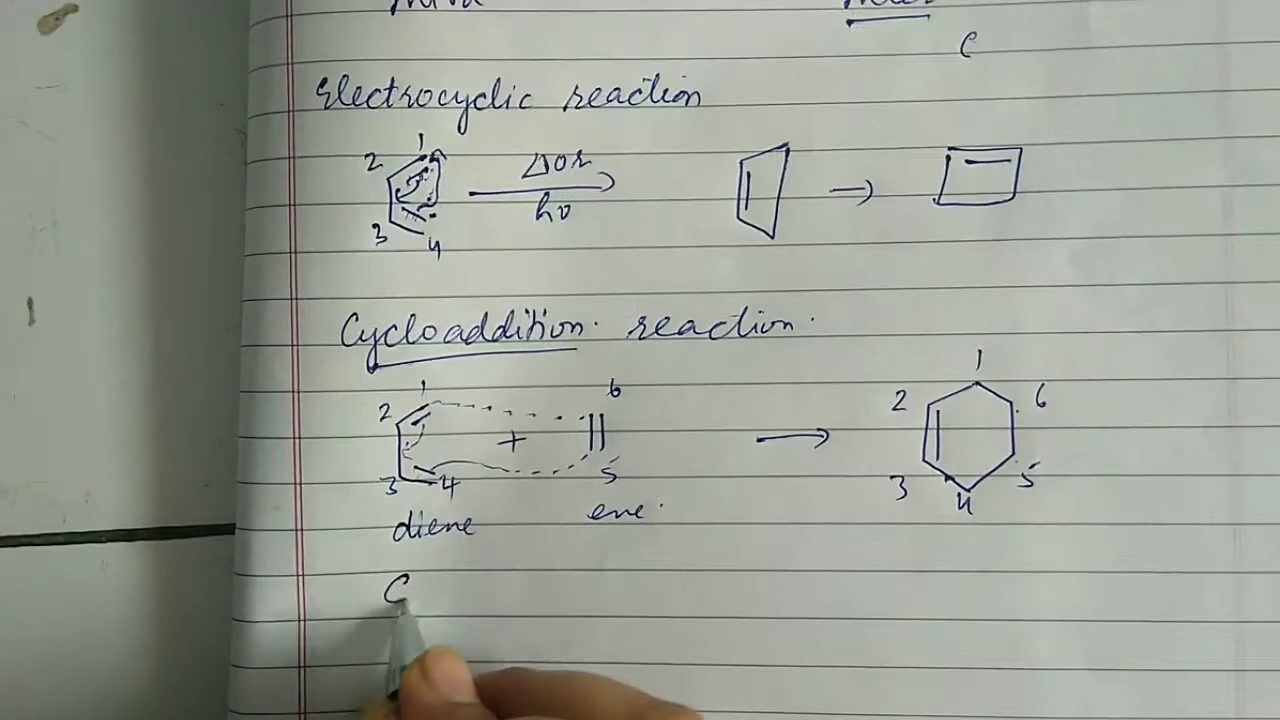 C
Electrocyclic reaction
1
2
Δ or
hν
3
4
Cycloaddition reaction.
1 6 1
2 2 6
+
3 4 5 3 5
4
diene ene.
C